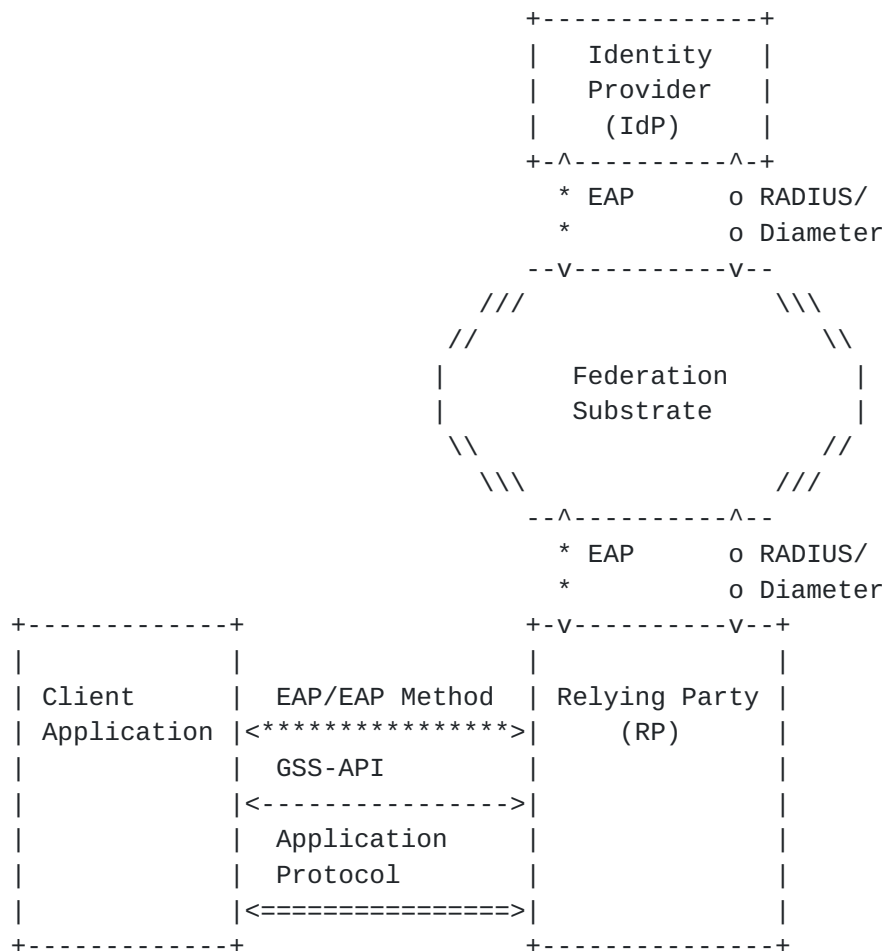 Identity
Provider
(IdP)
* EAP o RADIUS/
* o Diameter
Federation
Substrate
* EAP o RADIUS/
* o Diameter
Client EAP/EAP Method Relying Party
Application <****************> (RP)
GSS-API
<---------------->
Application
Protocol
<================>